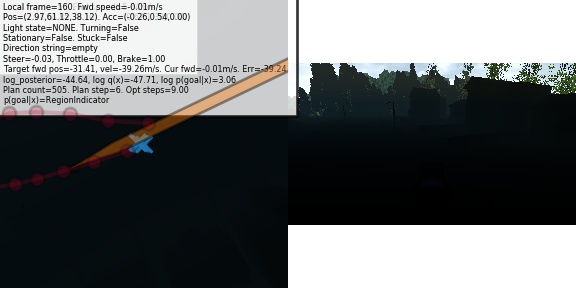 Local frame=160. Fwd speed=-0.01m/s
Pos=(2.97,61.12,38.12). Acc=(-0.26,0.54,0.00)
Light state=NONE. Turning=False
Stationary=False. Stuck=False
Direction string=empty
Steer=-0.03, Throttle=0.00, Brake=1.00
Target fwd pos=-31.41, vel=-39.26m/s. Cur fwd=-0.01m/s. Err=-39.24
log_posterior=-44.64, log q(x)=-47.71, log p(goal|x)=3.06
Plan count=505. Plan step=6. Opt steps=9.00
p(goal|x)=RegionIndicator